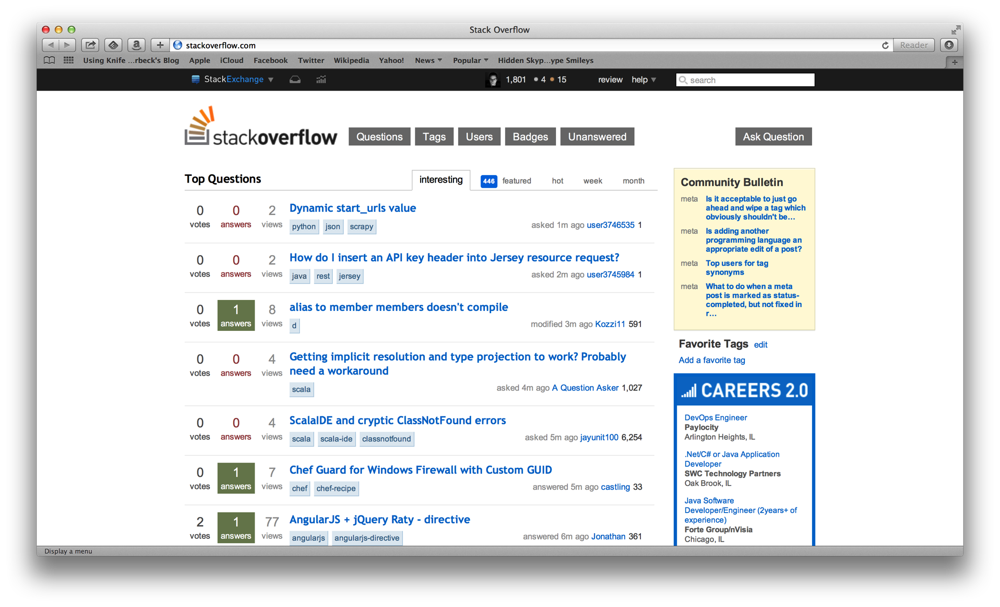 Stack Overflow
stackoverflow.com
Reader
Using Knife ...rbeck's Blog Apple iCloud Facebook Twitter Wikipedia Yahoo! News Popular Hidden Skyp...ype Smileys
StackExchange 1,801 4 15 review help search
stackoverflow Questions Tags Users Badges Unanswered Ask Question
Top Questions interesting 446 featured hot week month
0 votes 0 answers 2 views
Dynamic start_urls value
python json scrapy
asked 1m ago user3746535 1
0 votes 0 answers 2 views
How do I insert an API key header into Jersey resource request?
java rest jersey
asked 2m ago user3745984 1
0 votes 1 answers 8 views
alias to member members doesn't compile
d
modified 3m ago Kozzi11 591
0 votes 0 answers 4 views
Getting implicit resolution and type projection to work? Probably
need a workaround
scala
asked 4m ago A Question Asker 1,027
0 votes 0 answers 4 views
ScalaIDE and cryptic ClassNotFound errors
scala scala-ide classnotfound
asked 5m ago jayunit100 6,254
0 votes 1 answers 7 views
Chef Guard for Windows Firewall with Custom GUID
chef chef-recipe
answered 5m ago castling 33
2 votes 1 answers 77 views
AngularJS + jQuery Raty - directive
angularjs angularjs-directive
answered 6m ago Jonathan 361
Community Bulletin
meta Is it acceptable to just go
ahead and wipe a tag which
obviously shouldn't be...
meta Is adding another
programming language an
appropriate edit of a post?
meta Top users for tag
synonyms
meta What to do when a meta
post is marked as status-
completed, but not fixed in
r...
Favorite Tags edit
Add a favorite tag
CAREERS 2.0
DevOps Engineer
Paylocity
Arlington Heights, IL
.Net/C# or Java Application
Developer
SWC Technology Partners
Oak Brook, IL
Java Software
Developer/Engineer (2years+ of
experience)
Forte Group/nVisia
Chicago, IL
Display a menu